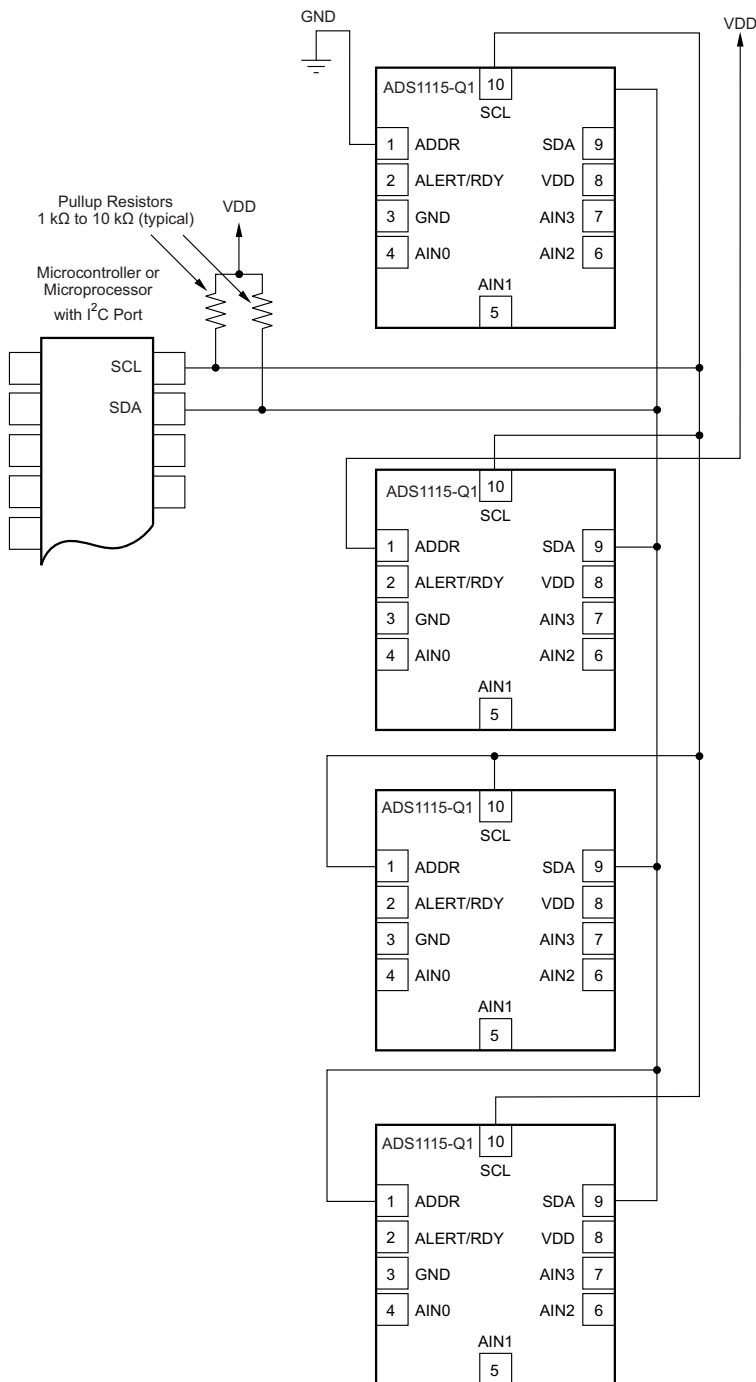 GND
VDD
ADS1115-Q1 10
SCL
1 ADDR SDA 9
2 ALERT/RDY VDD 8
3 GND AIN3 7
4 AIN0 AIN2 6
AIN1
5
Pullup Resistors
1 kΩ to 10 kΩ (typical)
VDD
Microcontroller or
Microprocessor
with I²C Port
SCL
SDA
ADS1115-Q1 10
SCL
1 ADDR SDA 9
2 ALERT/RDY VDD 8
3 GND AIN3 7
4 AIN0 AIN2 6
AIN1
5
ADS1115-Q1 10
SCL
1 ADDR SDA 9
2 ALERT/RDY VDD 8
3 GND AIN3 7
4 AIN0 AIN2 6
AIN1
5
ADS1115-Q1 10
SCL
1 ADDR SDA 9
2 ALERT/RDY VDD 8
3 GND AIN3 7
4 AIN0 AIN2 6
AIN1
5